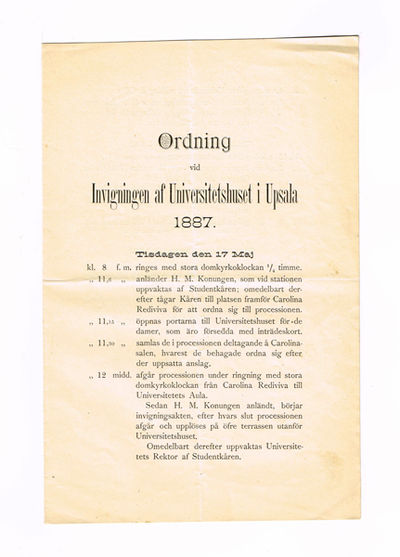 Ordning
vid
Invigningen af Universitetshuset i Upsala
1887.
Tisdagen den 17 Maj
kl. 8 f. m. ringes med stora domkyrkoklockan 1/4 timme.
„ 11, „ anländer H. M. Konungen, som vid stationen
uppvaktas af Studentkåren; omedelbart der-
efter tågar Kåren till platsen framför Carolina
Rediviva för att ordna sig till processionen.
„ 11,15 „ öppnas portarna till Universitetshuset för de
damer, som äro försedda med inträdeskort.
„ 11,30 „ samlas de i processionen deltagande å Carolina-
salen, hvarest de behagade ordna sig efter
der uppsatta anslag.
„ 12 midd. afgår processionen under ringning med stora
domkyrkoklockan från Carolina Rediviva till
Universitetets Aula.
Sedan H. M. Konungen anländt, börjar
invigningsakten, efter hvars slut processionen
afgår och upplöses på öfre terrassen utanför
Universitetshuset.
Omedelbart derefter uppvaktas Universite-
tets Rektor af Studentkåren.